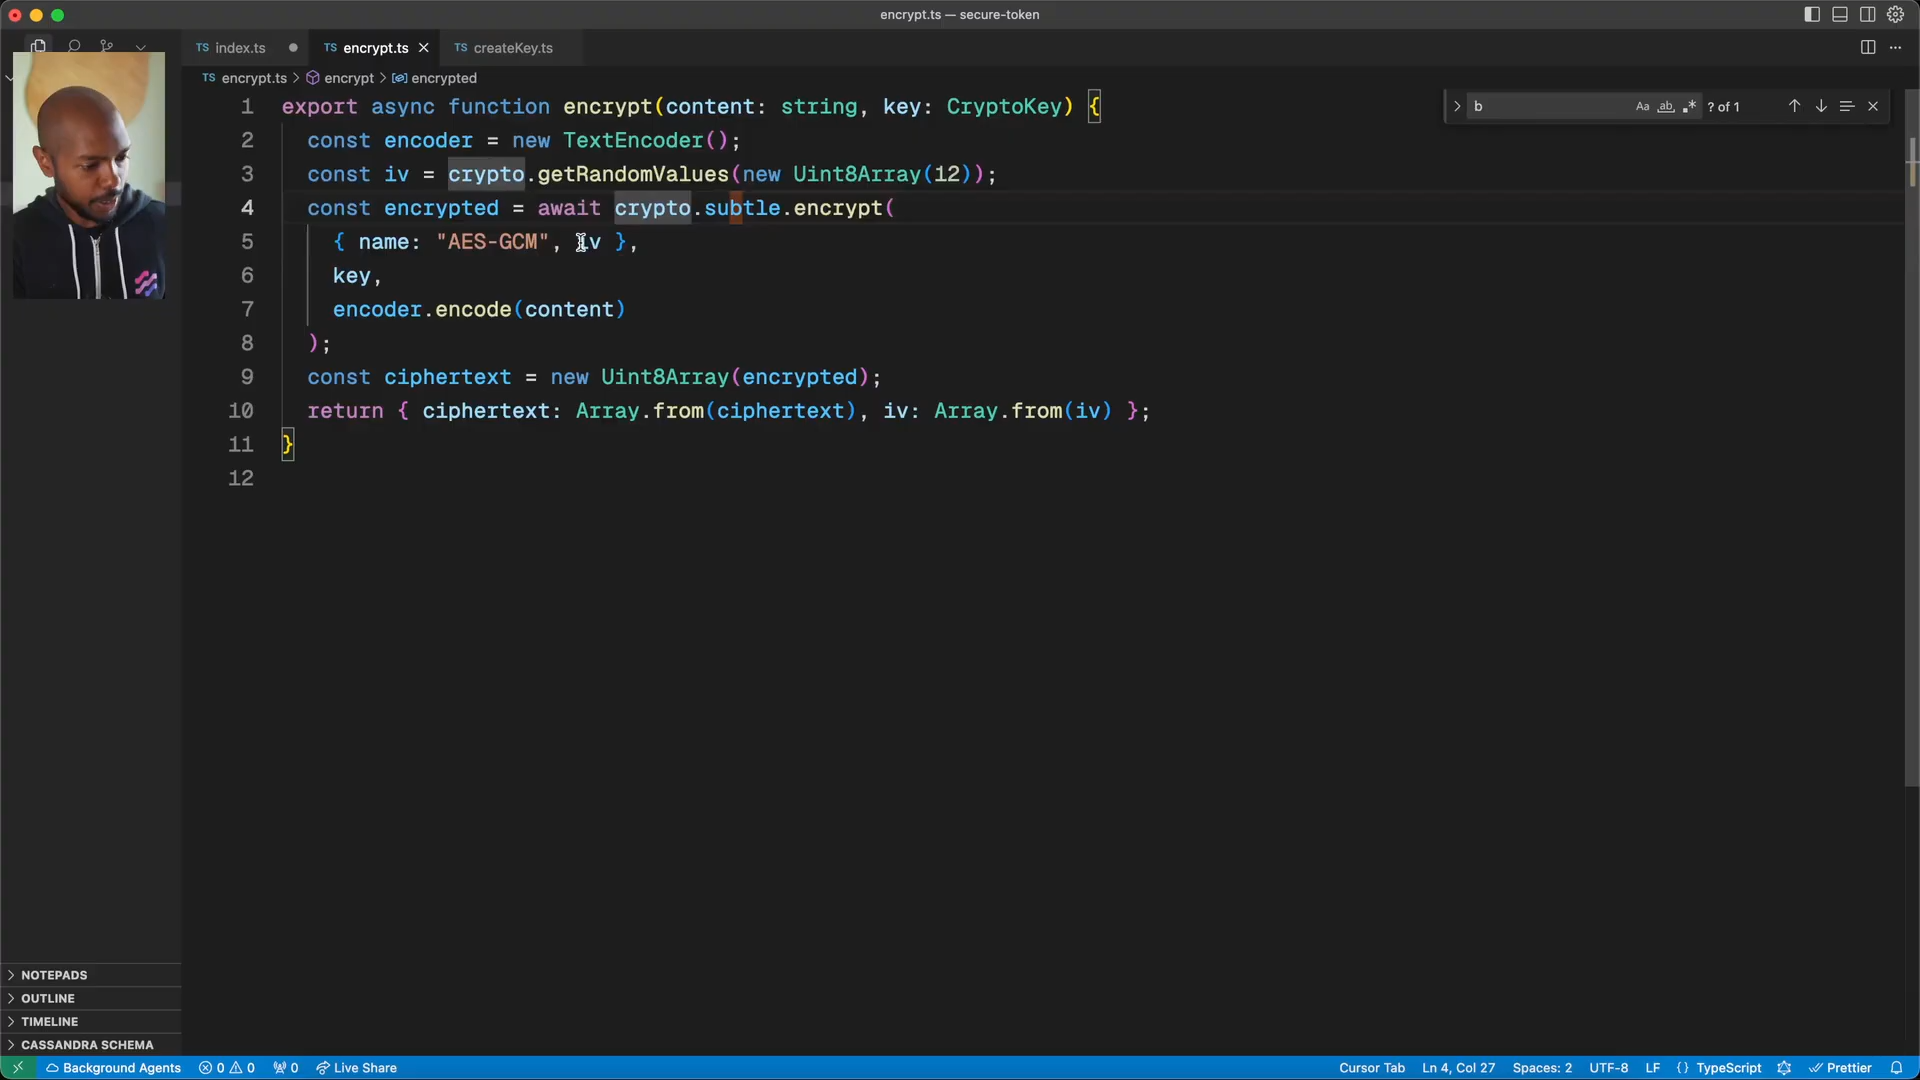 encrypt.ts — secure-token
TS index.ts
TS encrypt.ts
TS createKey.ts
TS encrypt.ts > encrypt > encrypted
b
Aa ab ? of 1
1 export async function encrypt(content: string, key: CryptoKey) {
2 const encoder = new TextEncoder();
3 const iv = crypto.getRandomValues(new Uint8Array(12));
4 const encrypted = await crypto.subtle.encrypt(
5 { name: "AES-GCM", iv },
6 key,
7 encoder.encode(content)
8 );
9 const ciphertext = new Uint8Array(encrypted);
10 return { ciphertext: Array.from(ciphertext), iv: Array.from(iv) };
11 }
12
NOTEPADS
OUTLINE
TIMELINE
CASSANDRA SCHEMA
Background Agents 0 0 0 Live Share Cursor Tab Ln 4, Col 27 Spaces: 2 UTF-8 LF {} TypeScript Prettier